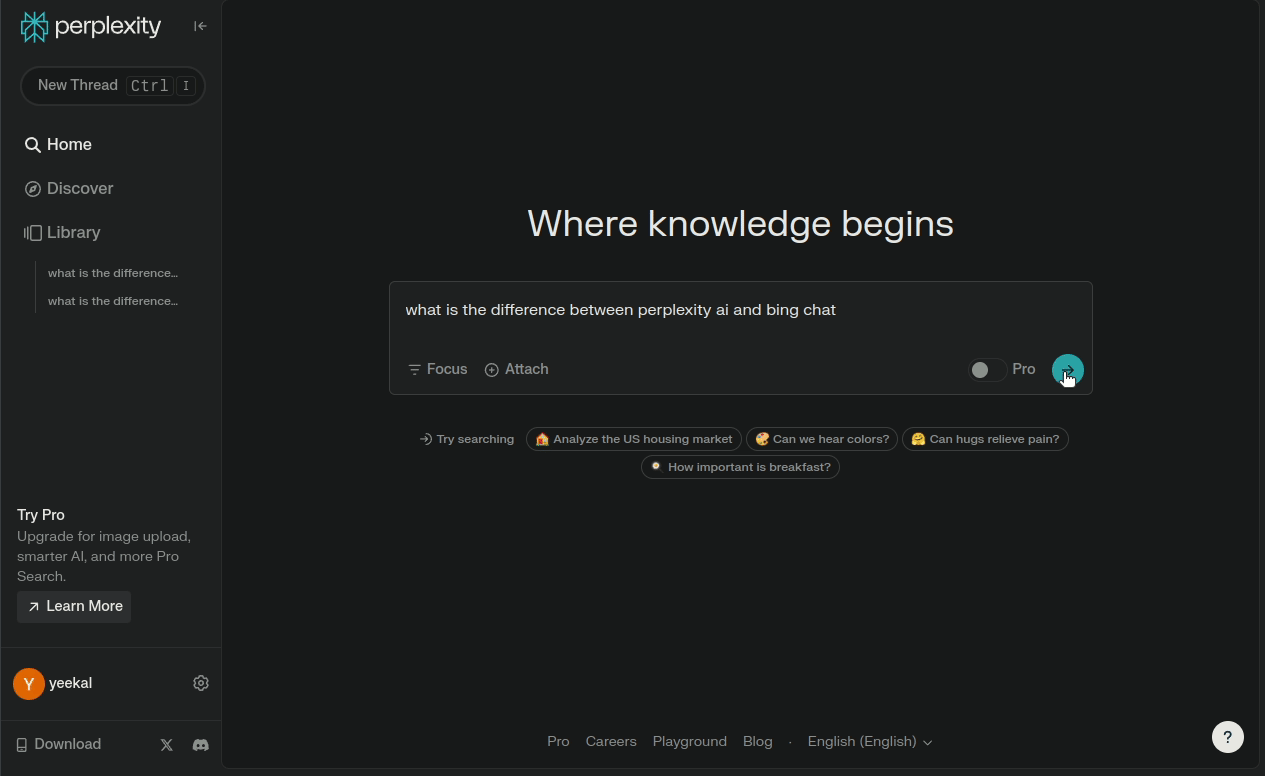 perplexity
New Thread Ctrl I
Home
Discover
Library
what is the difference...
what is the difference...
Try Pro
Upgrade for image upload,
smarter AI, and more Pro
Search.
Learn More
Y yeekal
Download
Where knowledge begins
what is the difference between perplexity ai and bing chat
Focus Attach Pro
Try searching Analyze the US housing market Can we hear colors? Can hugs relieve pain?
How important is breakfast?
Pro Careers Playground Blog · English (English)
?